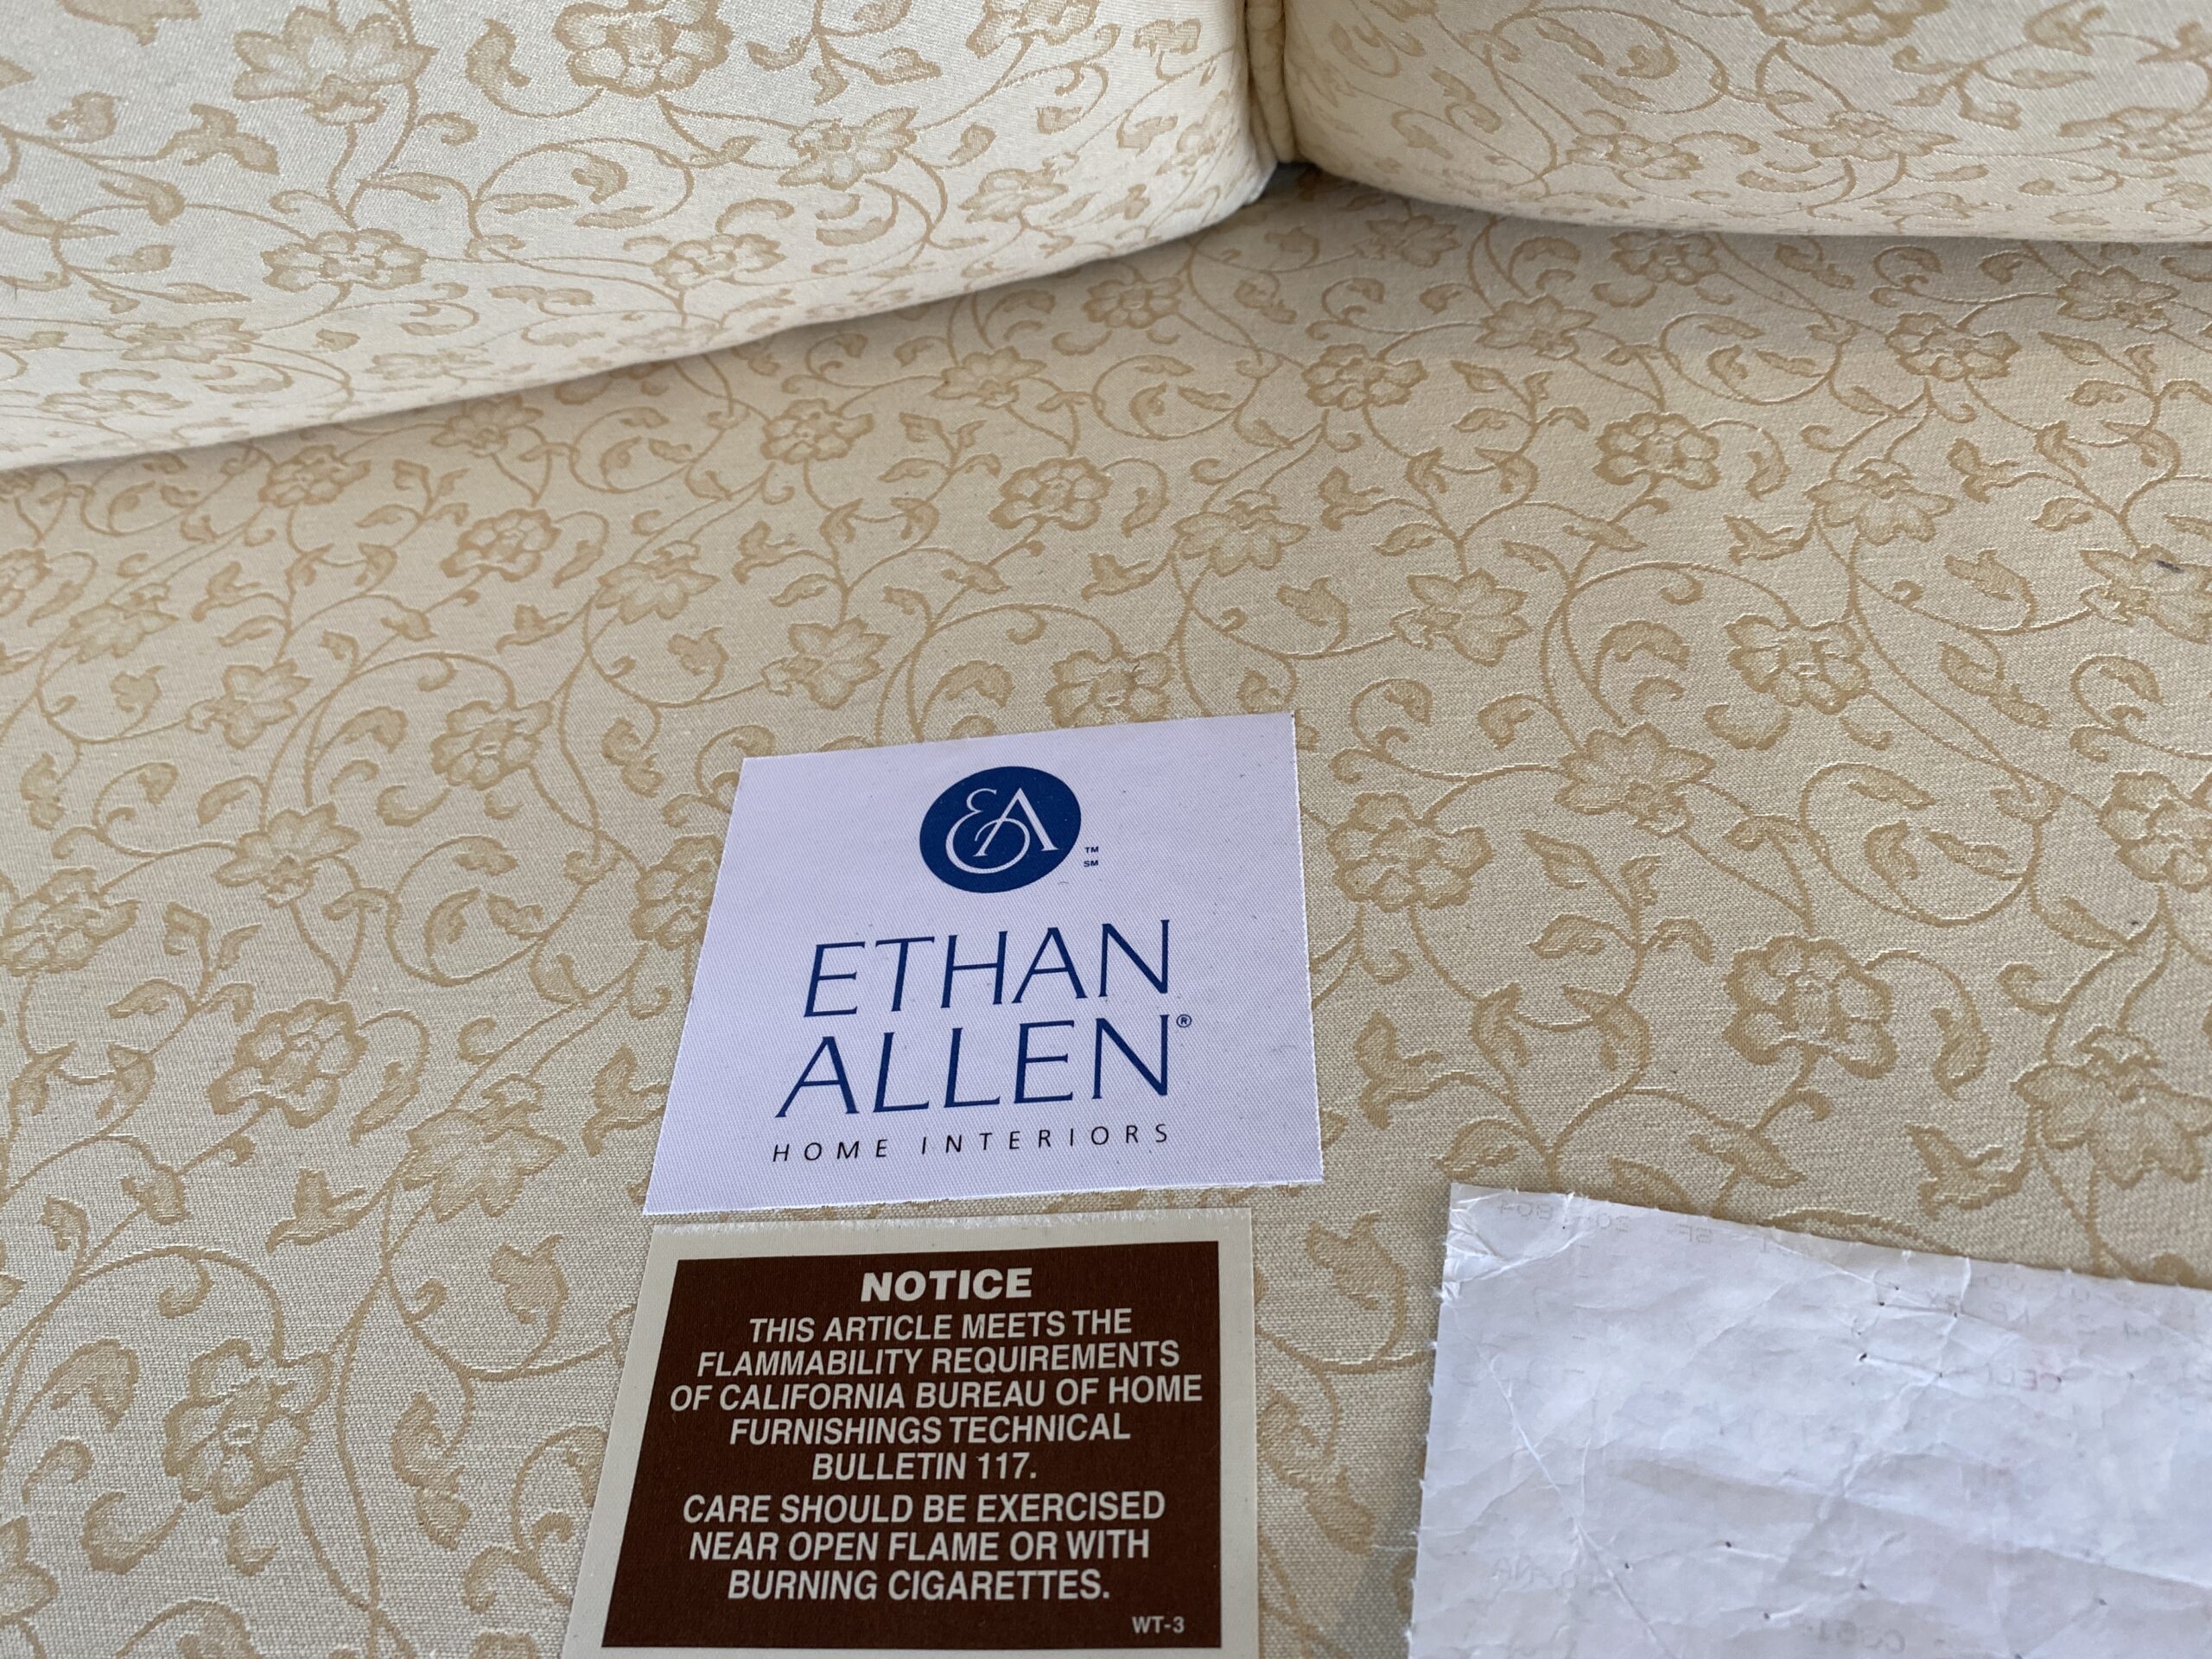 EA
TM
SM
ETHAN
ALLEN®
HOME INTERIORS
NOTICE
THIS ARTICLE MEETS THE
FLAMMABILITY REQUIREMENTS
OF CALIFORNIA BUREAU OF HOME
FURNISHINGS TECHNICAL
BULLETIN 117.
CARE SHOULD BE EXERCISED
NEAR OPEN FLAME OR WITH
BURNING CIGARETTES.
WT-3